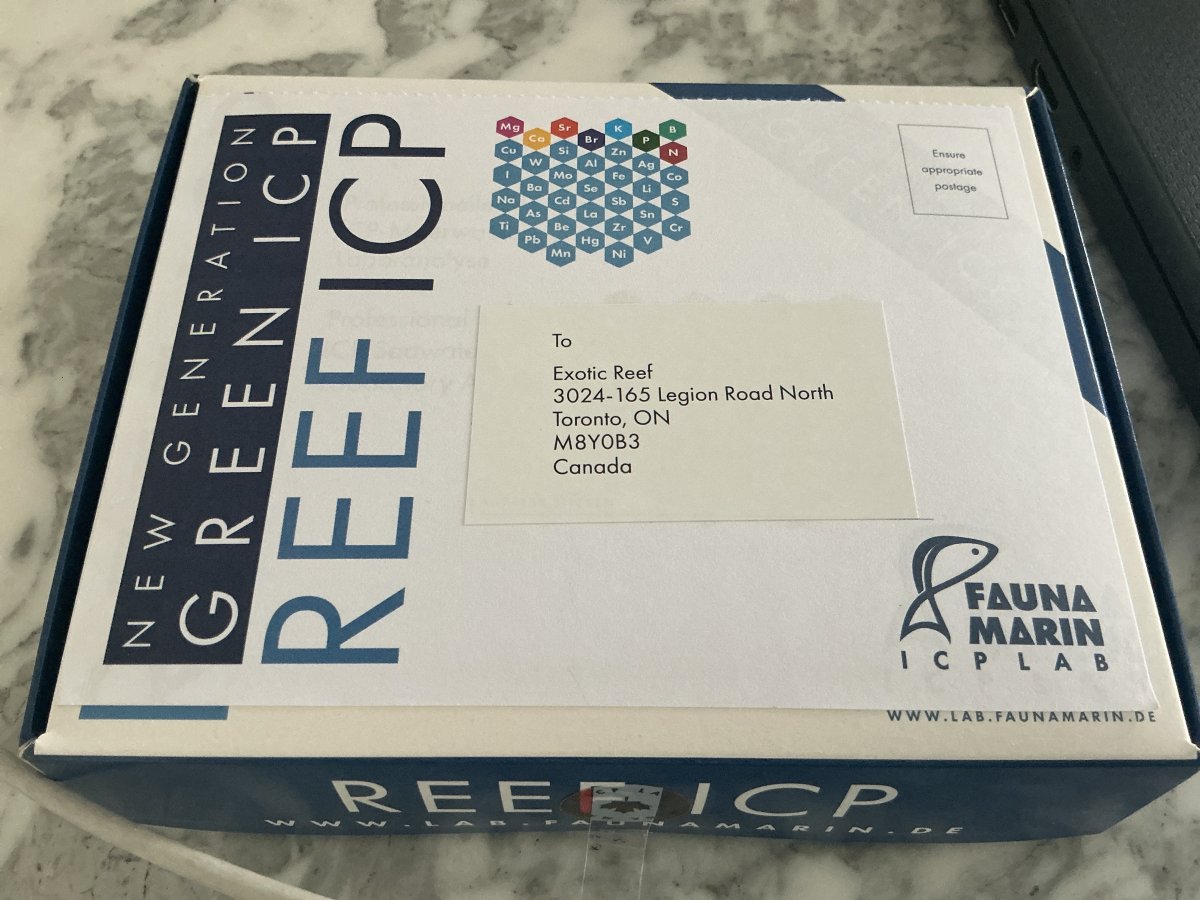 NEW GENERATION
GREEN ICP
REEF ICP
Mg Ca Sr Br K P B
Cu W Si Al Zn Ag N
I Ba Mo Se Fe Li Co
Na As Cd La Sb Sn S
Ti Pb Be Hg Zr V Cr
Mn Ni
Ensure
appropriate
postage
To
Exotic Reef
3024-165 Legion Road North
Toronto, ON
M8Y0B3
Canada
FAUNA
MARIN
ICP LAB
WWW.LAB.FAUNAMARIN.DE
REEF ICP
WWW.LAB.FAUNAMARIN.DE